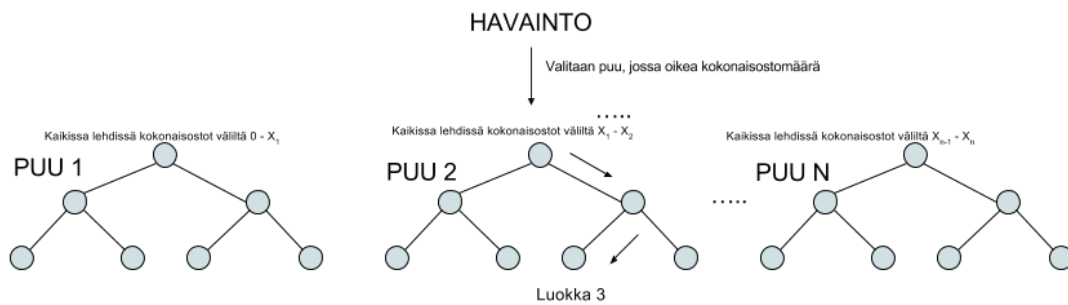 HAVAINTO
Valitaan puu, jossa oikea kokonaisostomäärä
.....
Kaikissa lehdissä kokonaisostot väliltä 0 - X1
Kaikissa lehdissä kokonaisostot väliltä X1 - X2
Kaikissa lehdissä kokonaisostot väliltä Xn-1 - Xn
PUU 1
PUU 2
PUU N
.....
Luokka 3